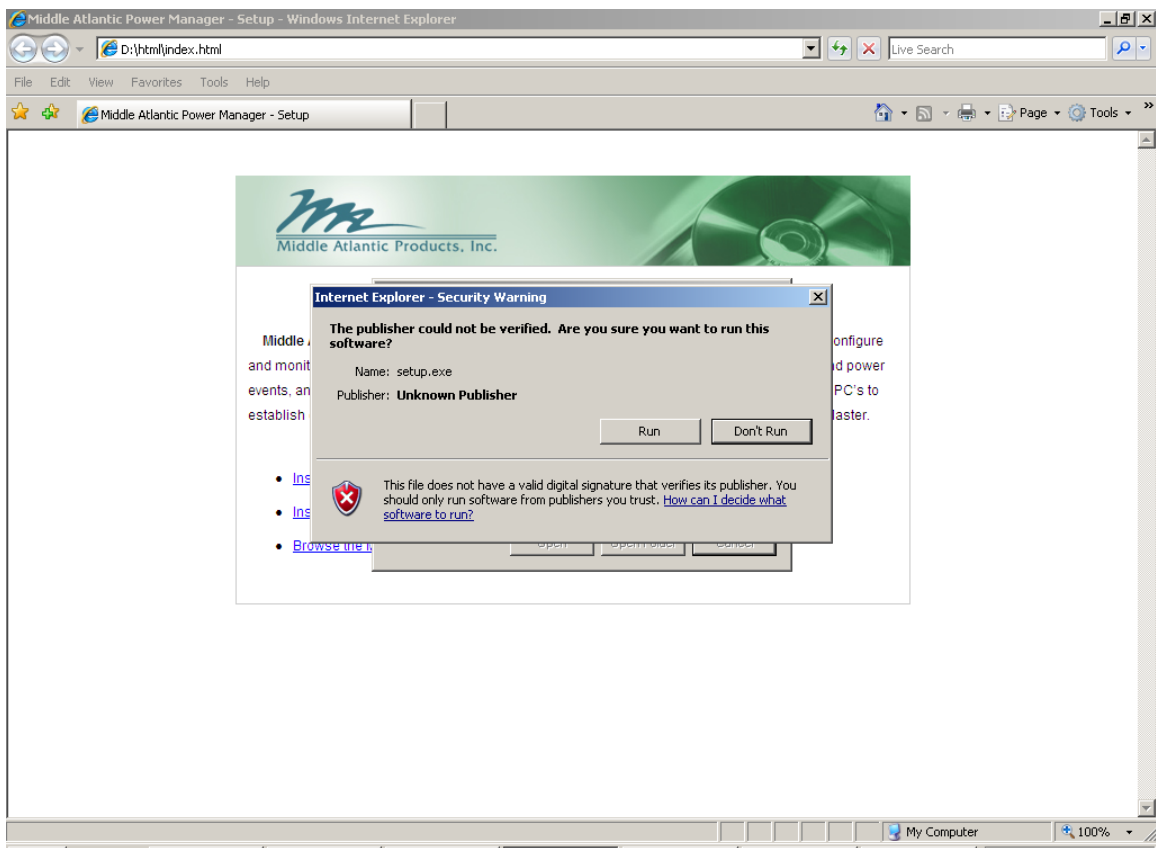 Middle Atlantic Power Manager - Setup - Windows Internet Explorer
D:\html\index.html
Live Search
File Edit View Favorites Tools Help
Middle Atlantic Power Manager - Setup
Page Tools
Middle Atlantic Products, Inc.
Internet Explorer - Security Warning
The publisher could not be verified. Are you sure you want to run this
software?
Name: setup.exe
Publisher: Unknown Publisher
Run Don't Run
This file does not have a valid digital signature that verifies its publisher. You
should only run software from publishers you trust. How can I decide what
software to run?
Middle onfigure
and monit d power
events, an PC's to
establish aster.
Ins
Ins
Browse the
Open Open Folder Cancel
My Computer 100%